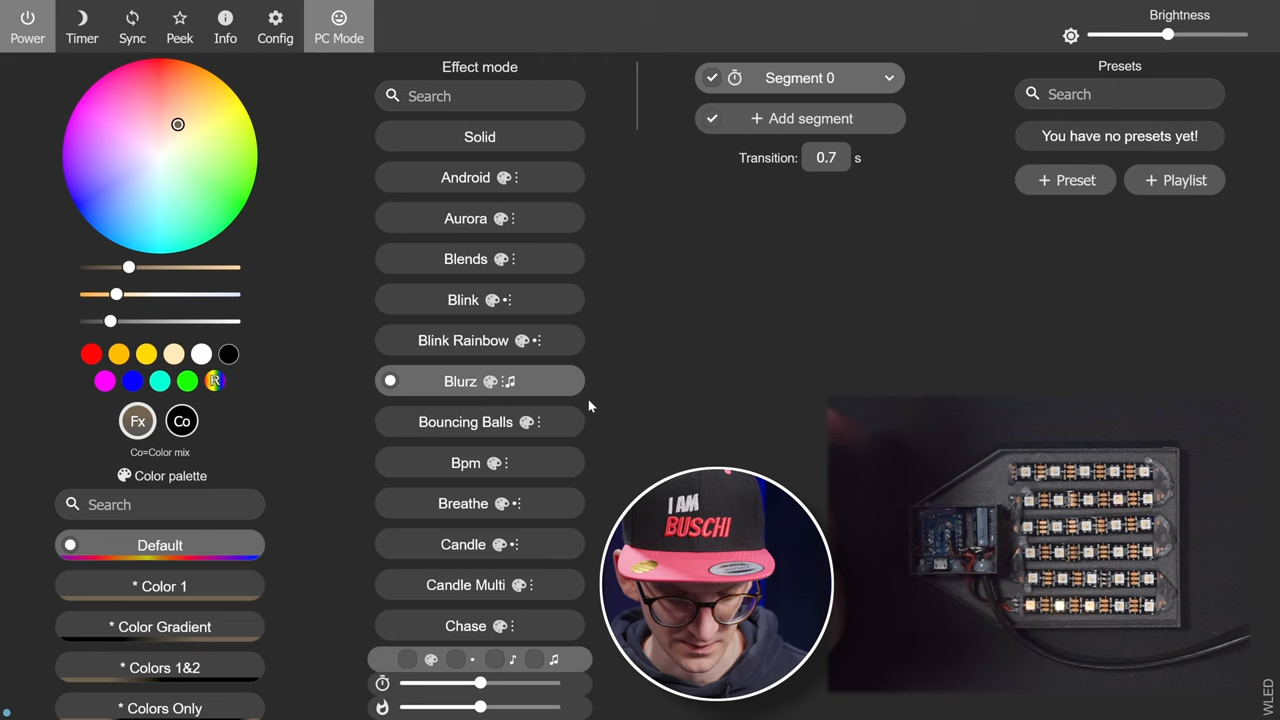 Power
Timer
Sync
Peek
Info
Config
PC Mode
Brightness
Fx
Co
R
Co=Color mix
Color palette
Search
Default
* Color 1
* Color Gradient
* Colors 1&2
* Colors Only
Effect mode
Search
Solid
Android
Aurora
Blends
Blink
Blink Rainbow
Blurz
Bouncing Balls
Bpm
Breathe
Candle
Candle Multi
Chase
Segment 0
+ Add segment
Transition: 0.7 s
Presets
Search
You have no presets yet!
+ Preset
+ Playlist
I AM
BUSCHI
WLED